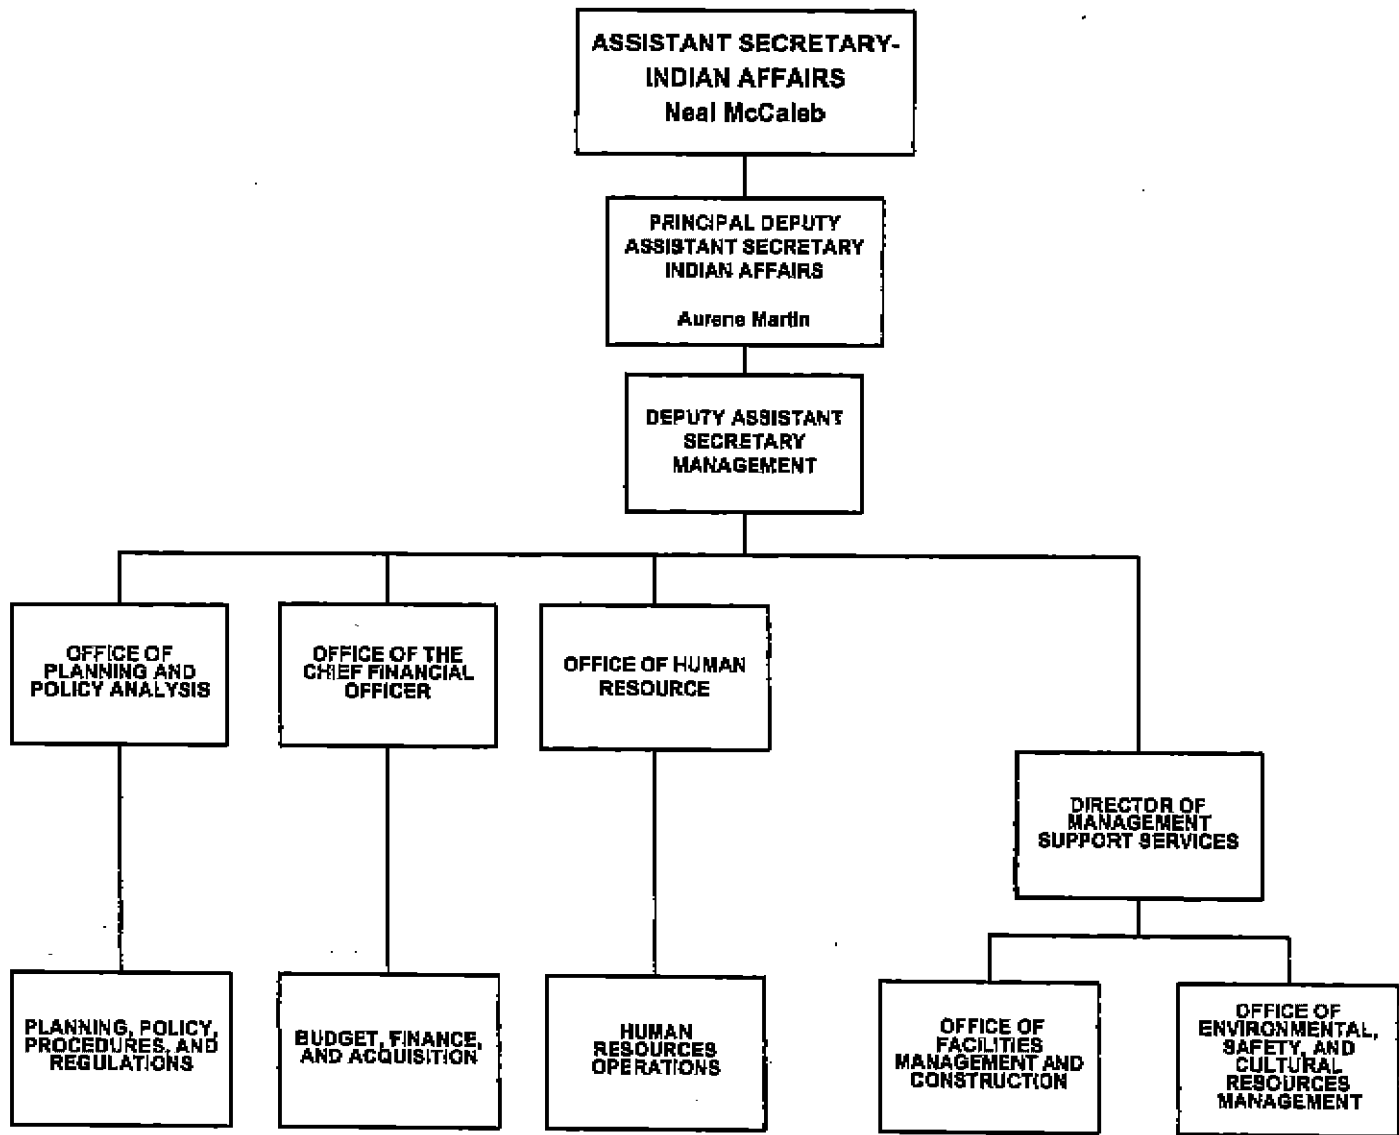 ASSISTANT SECRETARY-
INDIAN AFFAIRS
Neal McCaleb
PRINCIPAL DEPUTY
ASSISTANT SECRETARY
INDIAN AFFAIRS
Aurene Martin
DEPUTY ASSISTANT
SECRETARY
MANAGEMENT
OFFICE OF
PLANNING AND
POLICY ANALYSIS
OFFICE OF THE
CHIEF FINANCIAL
OFFICER
OFFICE OF HUMAN
RESOURCE
DIRECTOR OF
MANAGEMENT
SUPPORT SERVICES
PLANNING, POLICY,
PROCEDURES, AND
REGULATIONS
BUDGET, FINANCE,
AND ACQUISITION
HUMAN
RESOURCES
OPERATIONS
OFFICE OF
FACILITIES
MANAGEMENT AND
CONSTRUCTION
OFFICE OF
ENVIRONMENTAL,
SAFETY, AND
CULTURAL
RESOURCES
MANAGEMENT